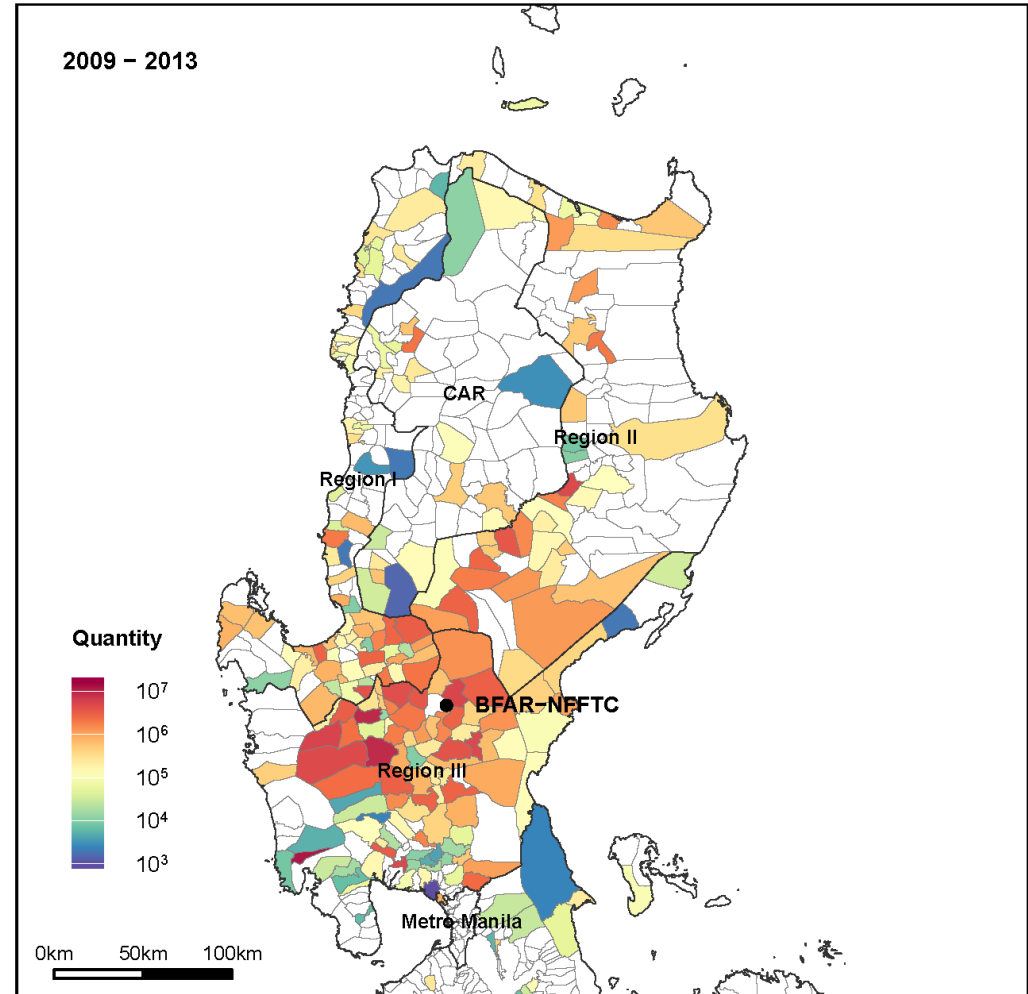 2009 − 2013
CAR
Region II
Region I
Quantity
10⁷
10⁶
10⁵
10⁴
10³
BFAR−NFFTC
Region III
Metro Manila
0km 50km 100km